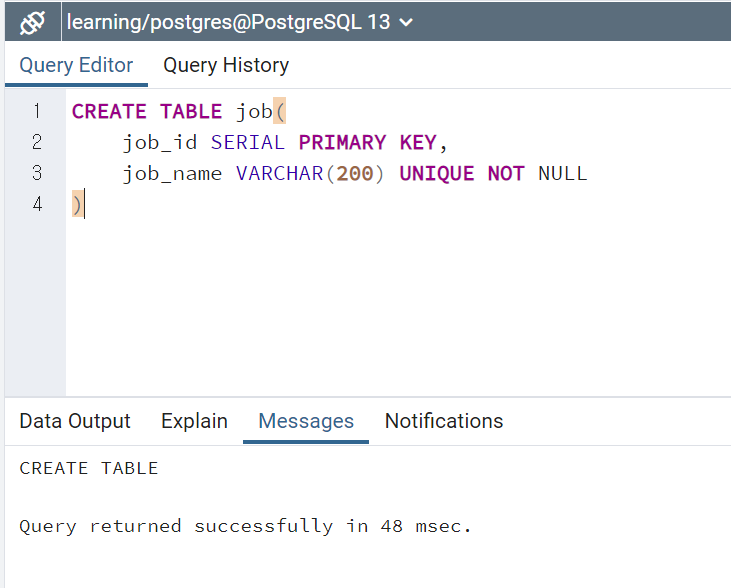 learning/postgres@PostgreSQL 13
Query Editor Query History
1 CREATE TABLE job(
2 job_id SERIAL PRIMARY KEY,
3 job_name VARCHAR(200) UNIQUE NOT NULL
4 )
Data Output Explain Messages Notifications
CREATE TABLE
Query returned successfully in 48 msec.